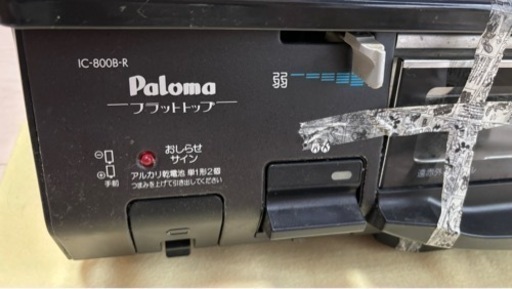 IC-800B-R
Paloma
フラットトップ
おしらせ
サイン
アルカリ乾電池 単1形2個
つまみを上げて引き出してください
手前